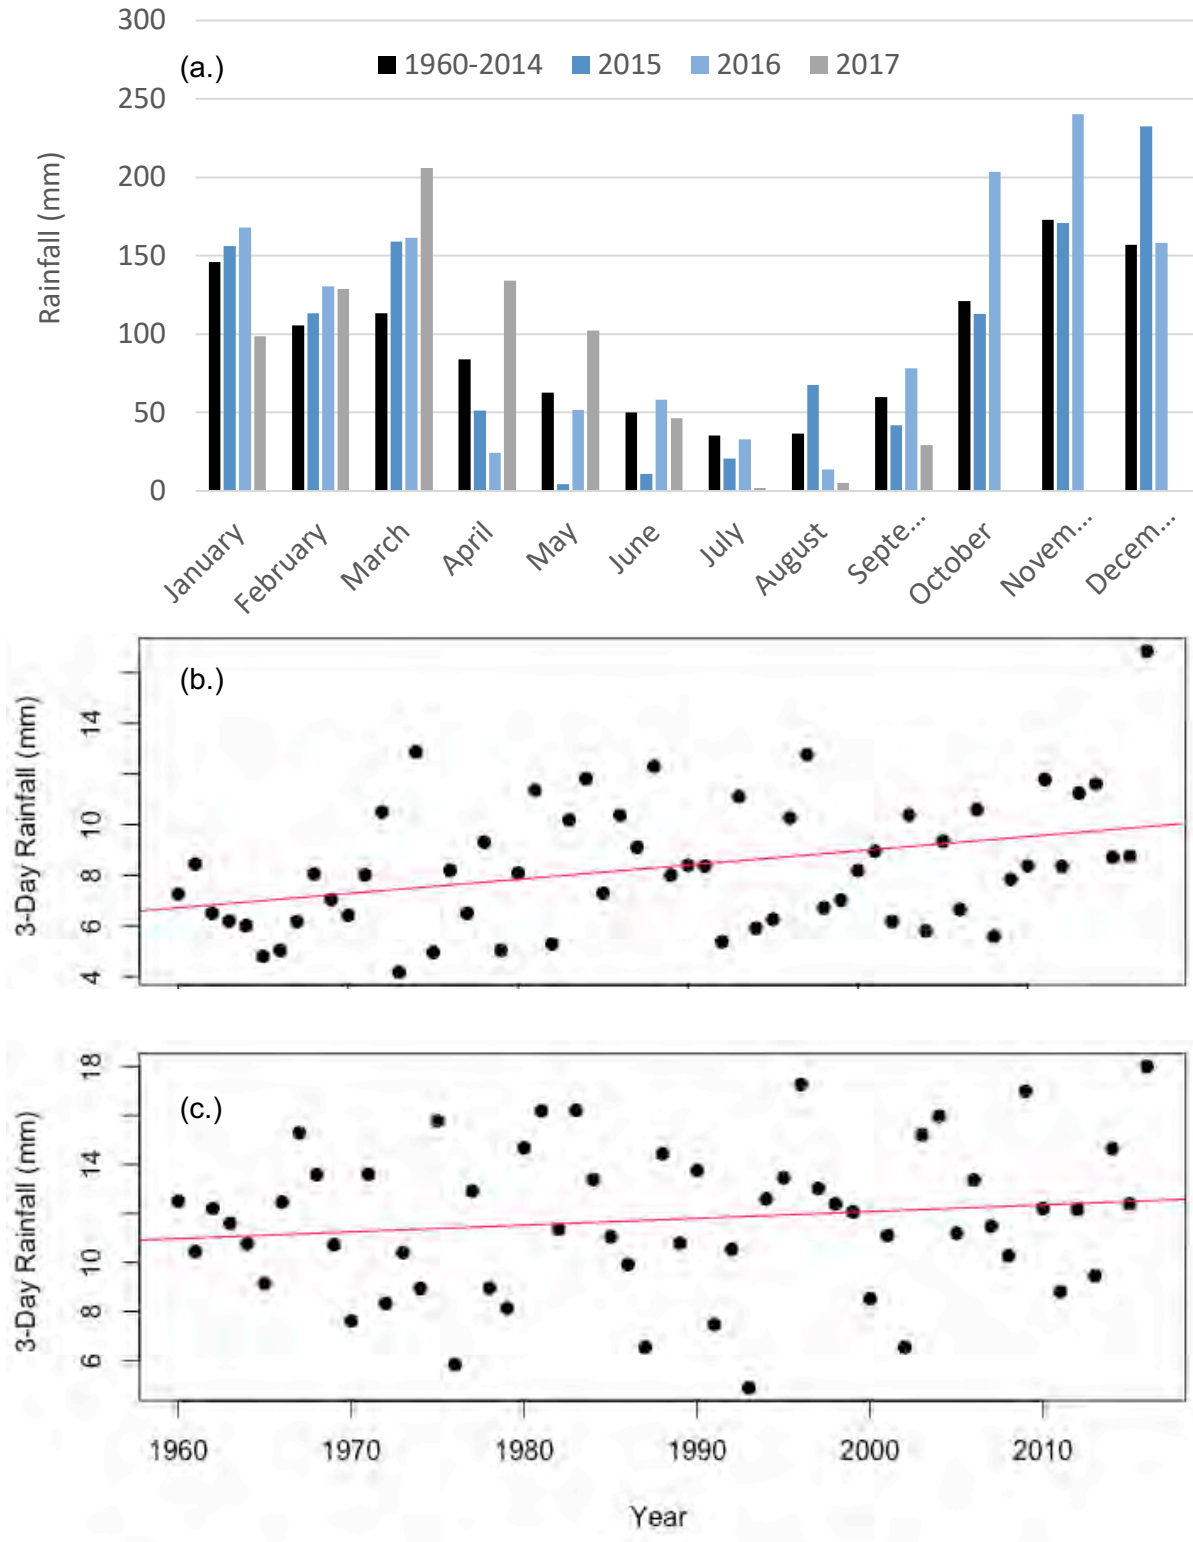 300
(a.)
1960-2014 2015 2016 2017
250
200
150
100
50
0
Rainfall (mm)
January February March April May June July August Septe... October Novem... Decem...
(b.)
14
10
8
6
4
3-Day Rainfall (mm)
(c.)
18
14
10
8
6
3-Day Rainfall (mm)
1960 1970 1980 1990 2000 2010
Year